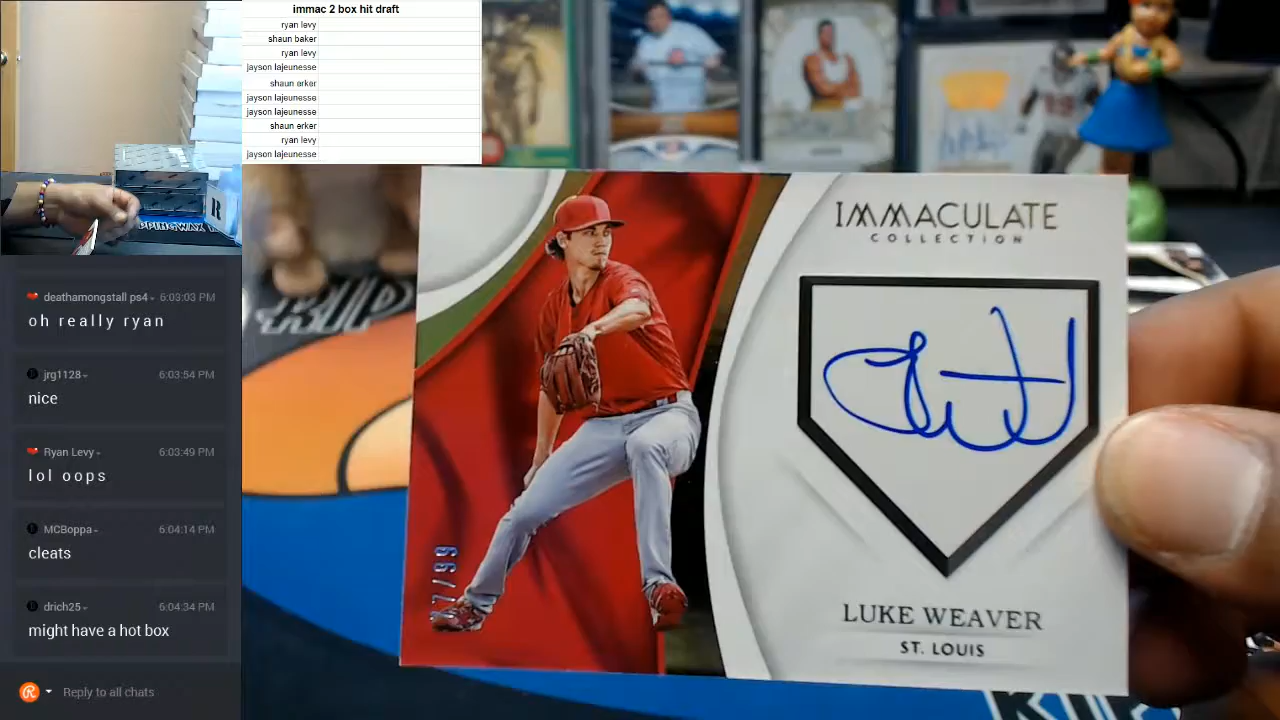 immac 2 box hit draft
ryan levy
shaun baker
ryan levy
jayson lajeunesse
shaun erker
jayson lajeunesse
jayson lajeunesse
shaun erker
ryan levy
jayson lajeunesse
R
deathamongstall ps4 6:03:03 PM
oh really ryan
jrg1128 6:03:54 PM
nice
Ryan Levy 6:03:49 PM
lol oops
MCBoppa 6:04:14 PM
cleats
drich25 6:04:34 PM
might have a hot box
Reply to all chats
RIP
IMMACULATE
COLLECTION
LUKE WEAVER
ST. LOUIS